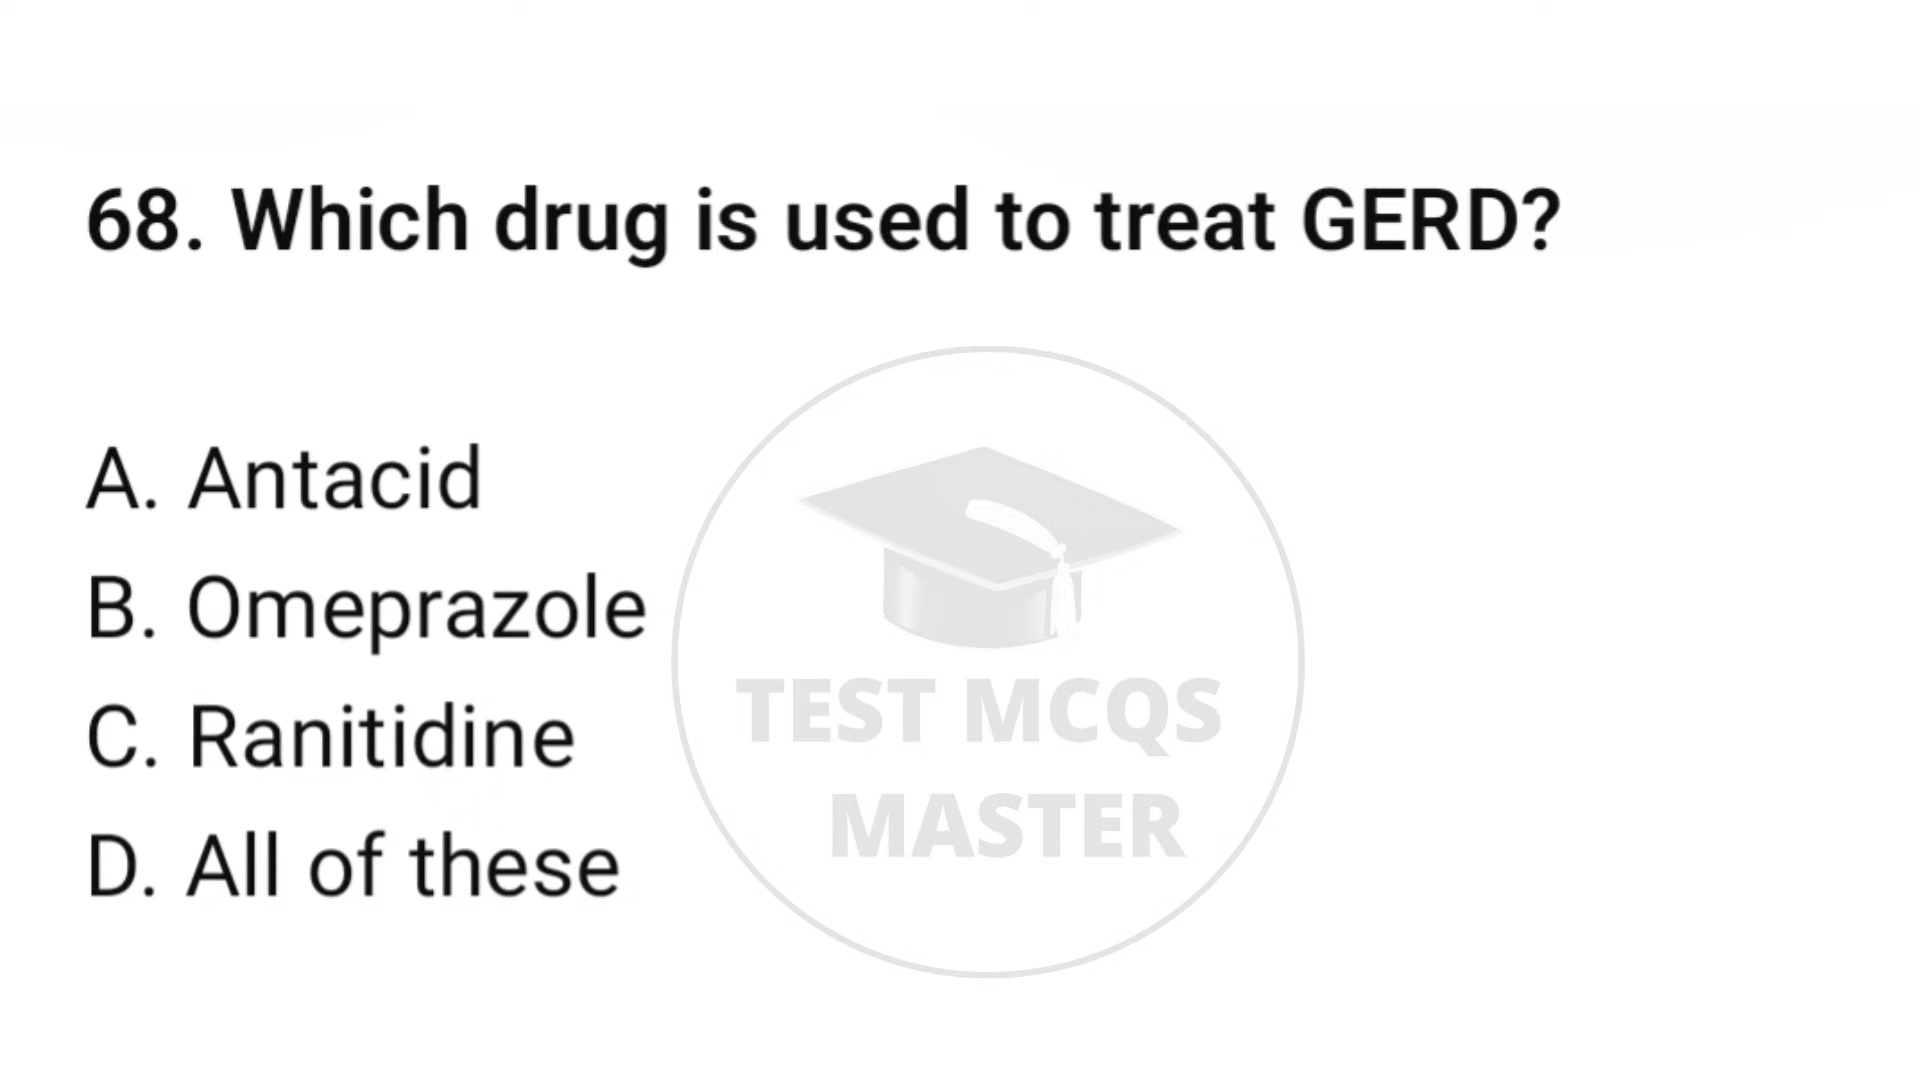 68. Which drug is used to treat GERD?
A. Antacid
B. Omeprazole
C. Ranitidine
D. All of these
TEST MCQS
MASTER